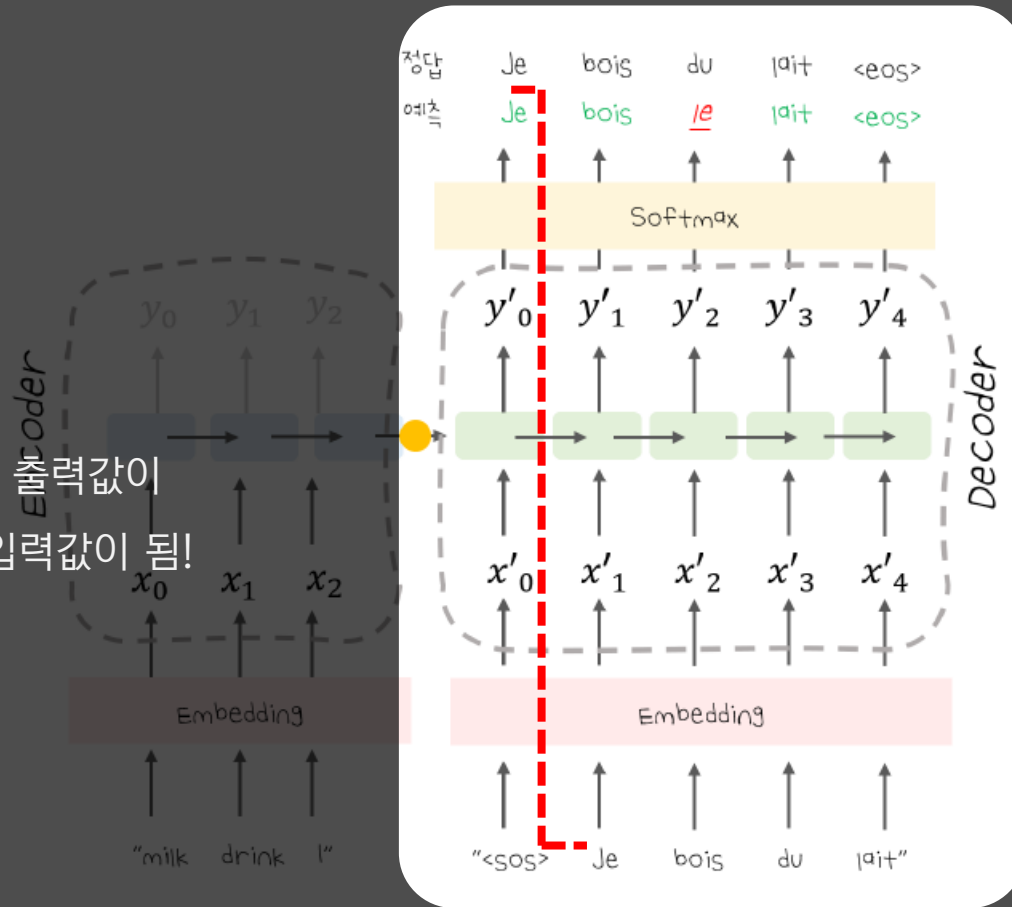 정답 Je bois du lait <eos>
예측 Je bois le lait <eos>
Softmax
y₀ y₁ y₂
y'₀ y'₁ y'₂ y'₃ y'₄
Encoder
Decoder
출력값이
입력값이 됨!
x₀ x₁ x₂
x'₀ x'₁ x'₂ x'₃ x'₄
Embedding
Embedding
"milk drink I"
"<sos> Je bois du lait"